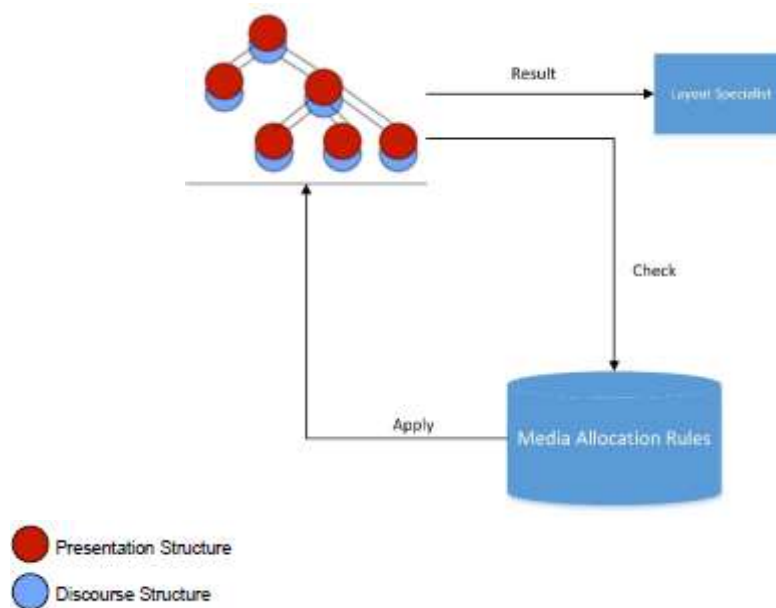 Result
Layout Specialist
Check
Apply
Media Allocation Rules
Presentation Structure
Discourse Structure